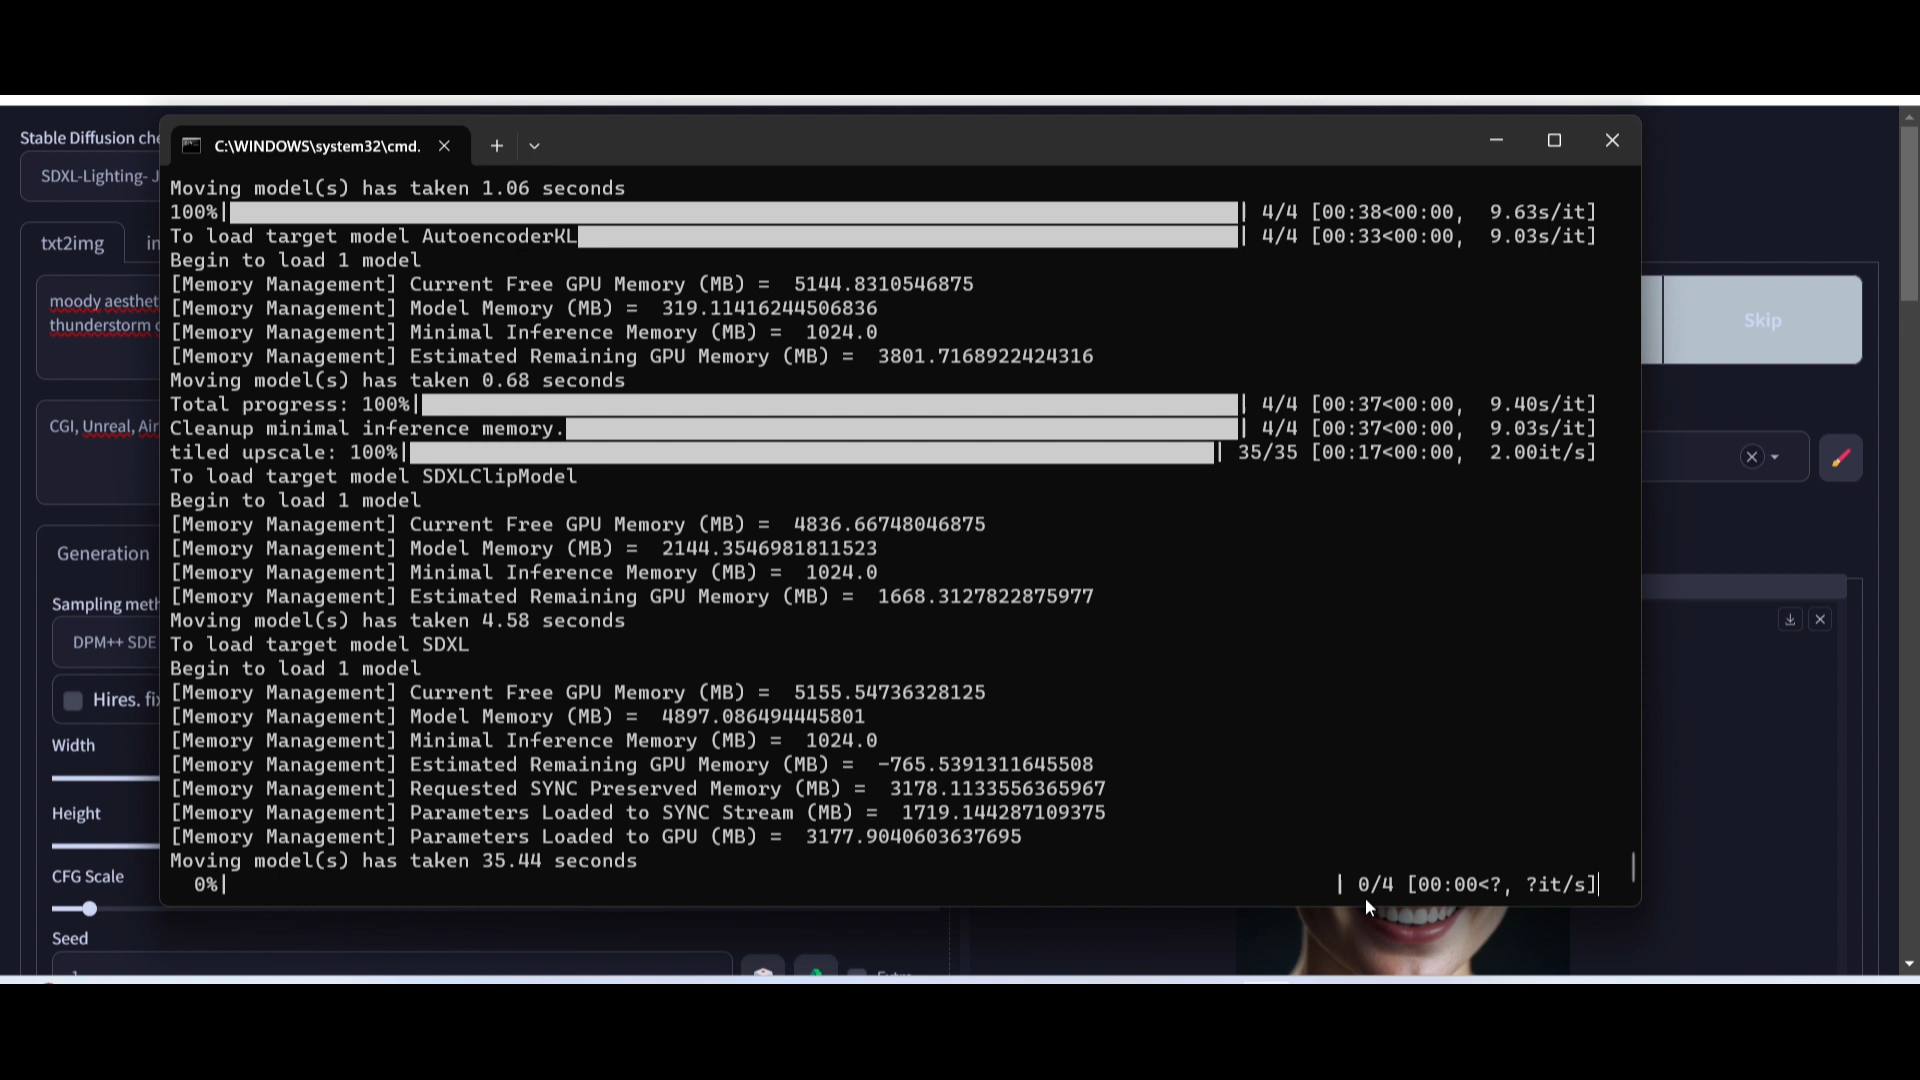 Stable Diffusion che
SDXL-Lighting- J
txt2img
in
moody aesthet
thunderstorm c
CGI, Unreal, Air
Generation
Sampling meth
DPM++ SDE
Hires. fix
Width
Height
CFG Scale
Seed
C:\WINDOWS\system32\cmd.
Moving model(s) has taken 1.06 seconds
100%| | 4/4 [00:38<00:00, 9.63s/it]
To load target model AutoencoderKL | 4/4 [00:33<00:00, 9.03s/it]
Begin to load 1 model
[Memory Management] Current Free GPU Memory (MB) = 5144.8310546875
[Memory Management] Model Memory (MB) = 319.11416244506836
[Memory Management] Minimal Inference Memory (MB) = 1024.0
[Memory Management] Estimated Remaining GPU Memory (MB) = 3801.7168922424316
Moving model(s) has taken 0.68 seconds
Total progress: 100%| | 4/4 [00:37<00:00, 9.40s/it]
Cleanup minimal inference memory. | 4/4 [00:37<00:00, 9.03s/it]
tiled upscale: 100%| | 35/35 [00:17<00:00, 2.00it/s]
To load target model SDXLClipModel
Begin to load 1 model
[Memory Management] Current Free GPU Memory (MB) = 4836.66748046875
[Memory Management] Model Memory (MB) = 2144.3546981811523
[Memory Management] Minimal Inference Memory (MB) = 1024.0
[Memory Management] Estimated Remaining GPU Memory (MB) = 1668.3127822875977
Moving model(s) has taken 4.58 seconds
To load target model SDXL
Begin to load 1 model
[Memory Management] Current Free GPU Memory (MB) = 5155.54736328125
[Memory Management] Model Memory (MB) = 4897.086494445801
[Memory Management] Minimal Inference Memory (MB) = 1024.0
[Memory Management] Estimated Remaining GPU Memory (MB) = -765.5391311645508
[Memory Management] Requested SYNC Preserved Memory (MB) = 3178.1133556365967
[Memory Management] Parameters Loaded to SYNC Stream (MB) = 1719.144287109375
[Memory Management] Parameters Loaded to GPU (MB) = 3177.9040603637695
Moving model(s) has taken 35.44 seconds
0%| | 0/4 [00:00<?, ?it/s]
Skip